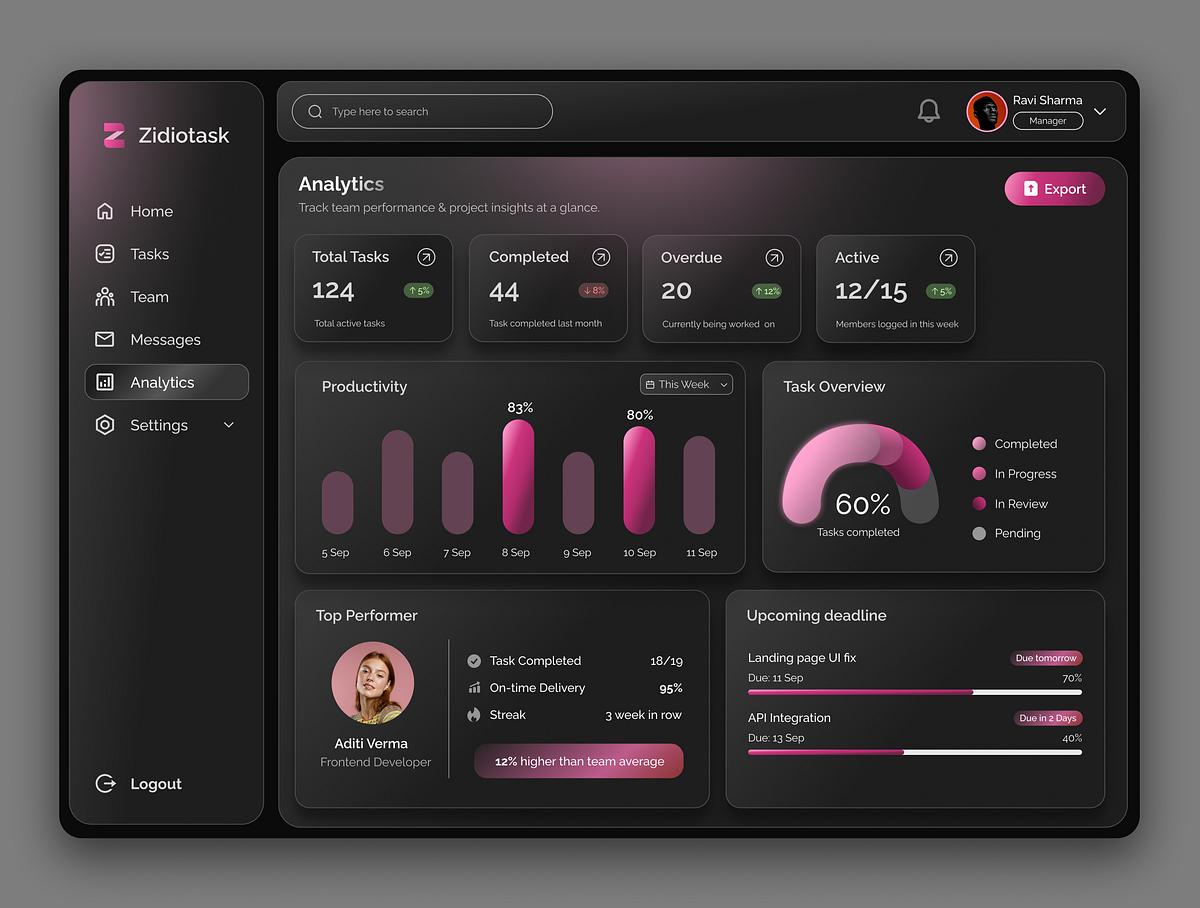 Zidiotask
Home
Tasks
Team
Messages
Analytics
Settings
Logout
Type here to search
Ravi Sharma
Manager
Analytics
Track team performance & project insights at a glance.
Export
Total Tasks
124
↑ 5%
Total active tasks
Completed
44
↓ 8%
Task completed last month
Overdue
20
↑ 12%
Currently being worked on
Active
12/15
↑ 5%
Members logged in this week
Productivity
This Week
83%
80%
5 Sep
6 Sep
7 Sep
8 Sep
9 Sep
10 Sep
11 Sep
Task Overview
60%
Tasks completed
Completed
In Progress
In Review
Pending
Top Performer
Aditi Verma
Frontend Developer
Task Completed 18/19
On-time Delivery 95%
Streak 3 week in row
12% higher than team average
Upcoming deadline
Landing page UI fix Due tomorrow
Due: 11 Sep 70%
API Integration Due in 2 Days
Due: 13 Sep 40%